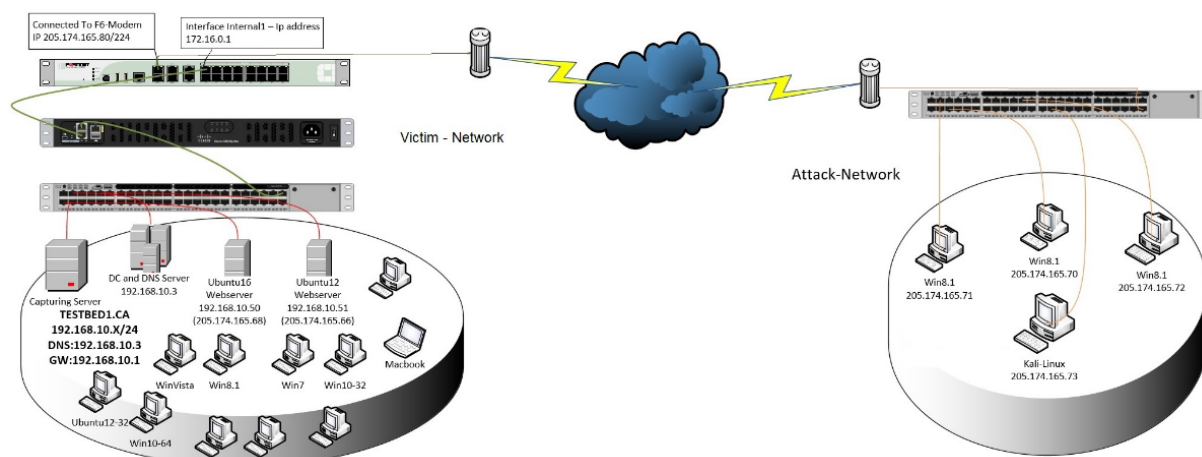 Connected To F6-Modem
IP 205.174.165.80/224
Interface Internal1 – Ip address
172.16.0.1
Victim - Network
Attack-Network
Capturing Server
DC and DNS Server
192.168.10.3
Ubuntu16
Webserver
192.168.10.50
(205.174.165.68)
Ubuntu12
Webserver
192.168.10.51
(205.174.165.66)
TESTBED1.CA
192.168.10.X/24
DNS:192.168.10.3
GW:192.168.10.1
WinVista
Win8.1
Win7
Win10-32
Macbook
Ubuntu12-32
Win10-64
Win8.1
205.174.165.71
Win8.1
205.174.165.70
Win8.1
205.174.165.72
Kali-Linux
205.174.165.73